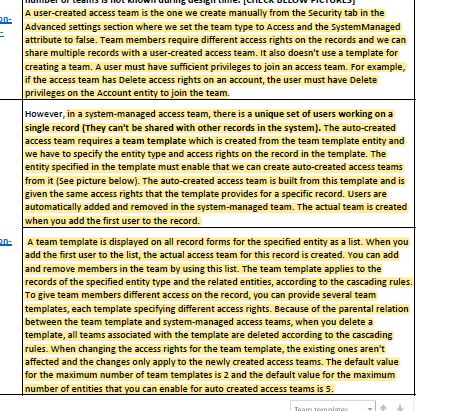 number of teams is not known during design time. [CHECK BELOW PICTURES]
A user-created access team is the one we create manually from the Security tab in the
Advanced settings section where we set the team type to Access and the SystemManaged
attribute to false. Team members require different access rights on the records and we can
share multiple records with a user-created access team. It also doesn't use a template for
creating a team. A user must have sufficient privileges to join an access team. For example,
if the access team has Delete access rights on an account, the user must have Delete
privileges on the Account entity to join the team.
However, in a system-managed access team, there is a unique set of users working on a
single record (They can't be shared with other records in the system). The auto-created
access team requires a team template which is created from the team template entity and
we have to specify the entity type and access rights on the record in the template. The
entity specified in the template must enable that we can create auto-created access teams
from it (See picture below). The auto-created access team is built from this template and is
given the same access rights that the template provides for a specific record. Users are
automatically added and removed in the system-managed team. The actual team is created
when you add the first user to the record.
on-
A team template is displayed on all record forms for the specified entity as a list. When you
add the first user to the list, the actual access team for this record is created. You can add
and remove members in the team by using this list. The team template applies to the
records of the specified entity type and the related entities, according to the cascading rules.
To give team members different access on the record, you can provide several team
templates, each template specifying different access rights. Because of the parental relation
between the team template and system-managed access teams, when you delete a
template, all teams associated with the template are deleted according to the cascading
rules. When changing the access rights for the team template, the existing ones aren't
affected and the changes only apply to the newly created access teams. The default value
for the maximum number of team templates is 2 and the default value for the maximum
number of entities that you can enable for auto created access teams is 5.
Team templates